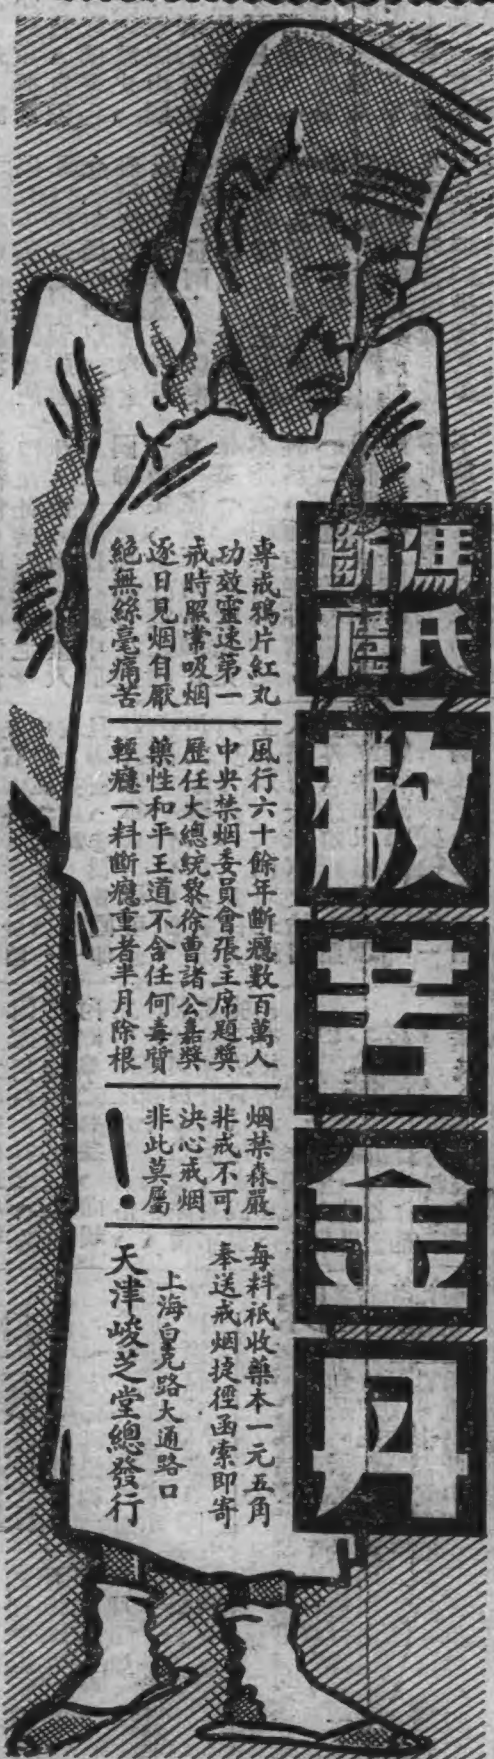 馮氏
斷癮
救苦金丹
專戒鴉片紅丸
功效靈速第一
戒時照常吸烟
逐日見烟自厭
絕無絲毫痛苦
風行六十餘年斷癮數百萬人
中央禁烟委員會張主席題獎
歷任大總統黎徐曹諸公嘉獎
藥性和平王道不含任何毒質
輕癮一料斷癮重者半月除根
烟禁森嚴
非戒不可
決心戒烟
非此莫屬
！
每料祇收藥本一元五角
奉送戒烟捷徑函索即寄
上海白克路大通路口
天津峻芝堂總發行